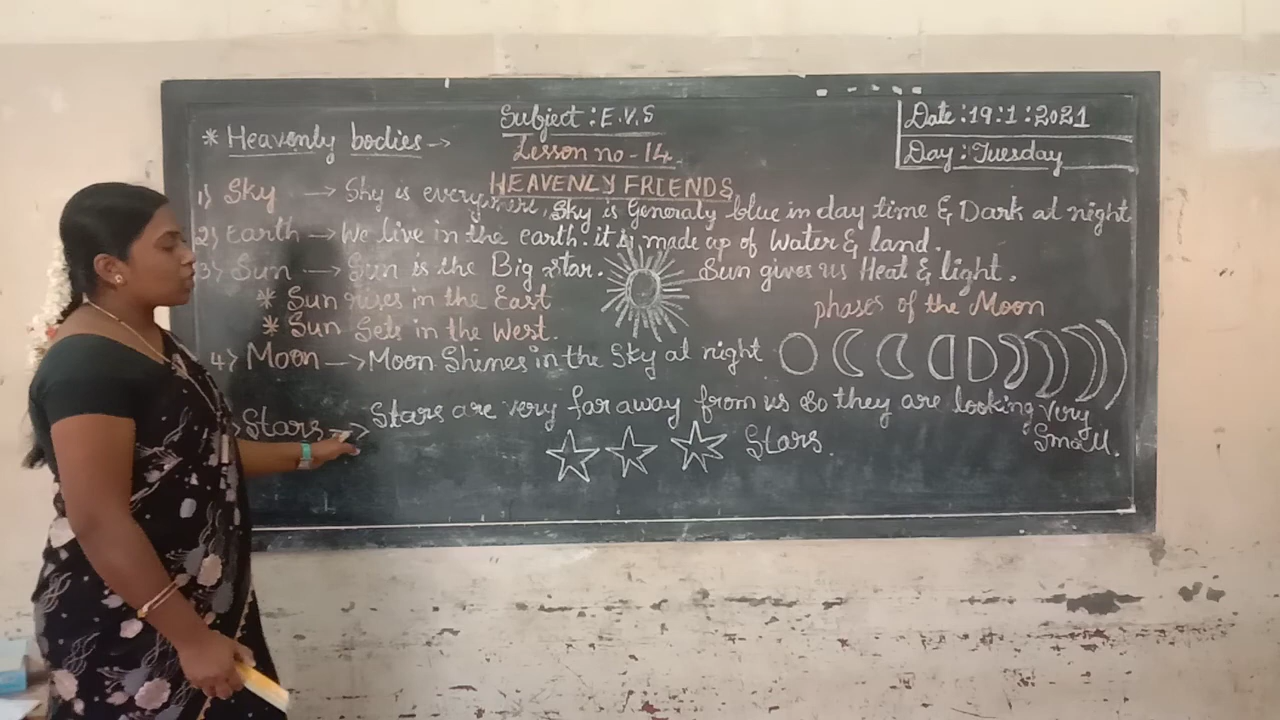 Subject : E.V.S
Date : 19 : 1 : 2021
* Heavenly bodies →
Lesson no - 14.
Day : Tuesday
HEAVENLY FRIENDS
1) Sky → Sky is everywhere, Sky is Generaly blue in day time & Dark at night
2) Earth → We live in the earth. it is made up of Water & land.
3) Sun → Sun is the Big star. Sun gives us Heat & light.
* Sun rises in the East
phases of the Moon
* Sun Sets in the West.
4) Moon → Moon Shines in the Sky at night
Stars → Stars are very far away from us So they are looking very
Small.
Stars.